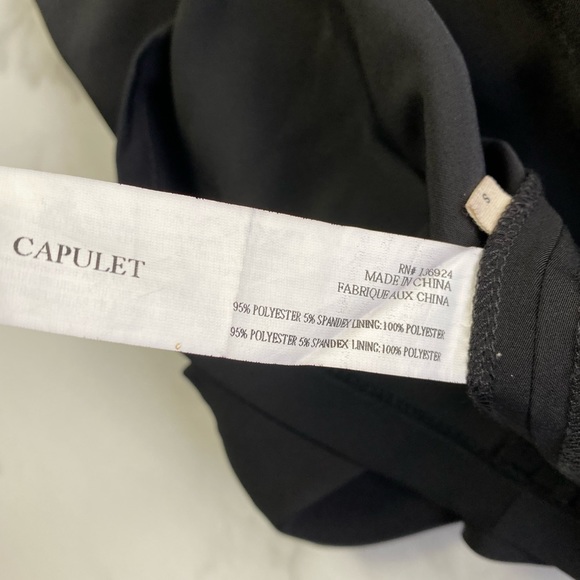 CAPULET
MADE IN CHINA
FABRIQUE AUX CHINA
95% POLYESTER 5% SPANDEX LINING:100% POLYESTER
95% POLYESTER 5% SPANDEX LINING:100% POLYESTER
S